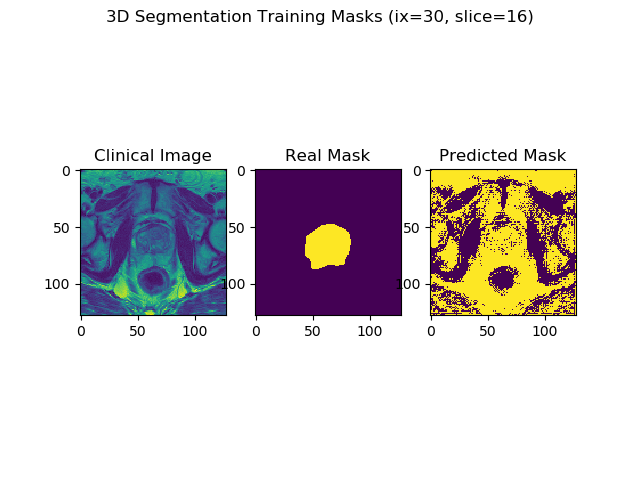 3D Segmentation Training Masks (ix=30, slice=16)
Clinical Image Real Mask Predicted Mask
0 0 0
50 50 50
100 100 100
0 50 100 0 50 100 0 50 100